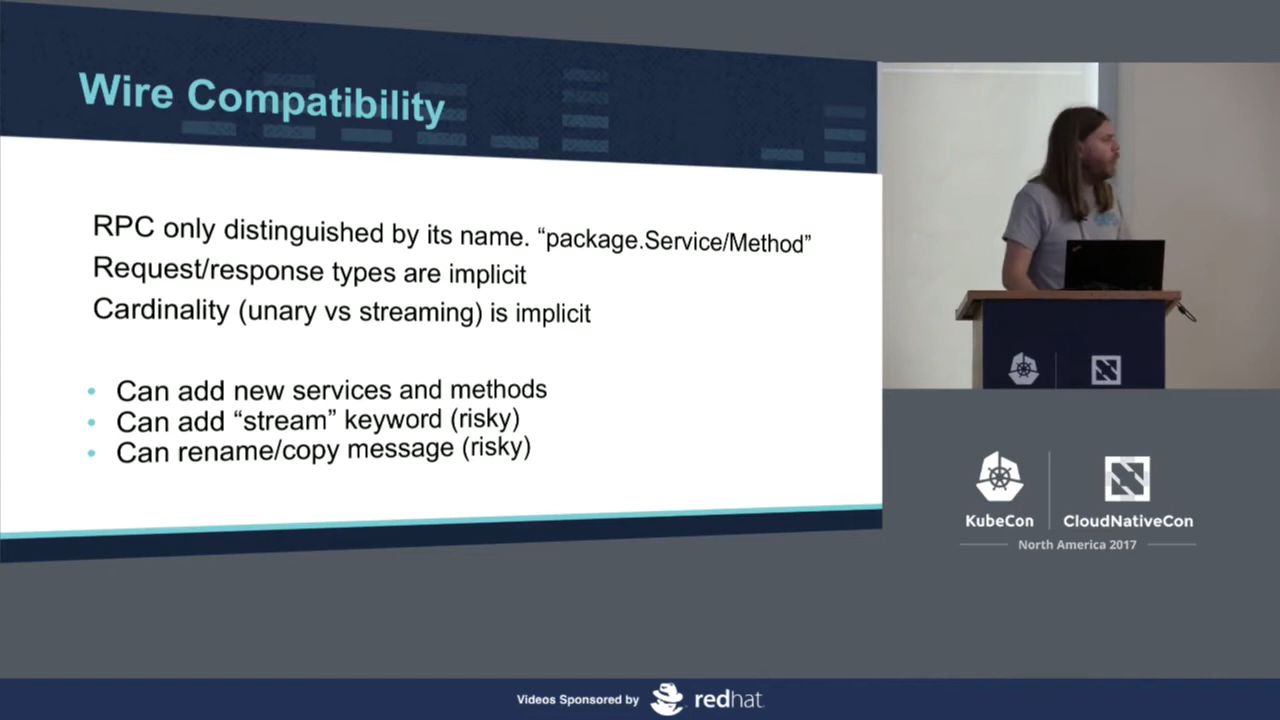 Wire Compatibility
RPC only distinguished by its name. “package.Service/Method”
Request/response types are implicit
Cardinality (unary vs streaming) is implicit
• Can add new services and methods
• Can add “stream” keyword (risky)
• Can rename/copy message (risky)
KubeCon
CloudNativeCon
North America 2017
Videos Sponsored by
redhat.